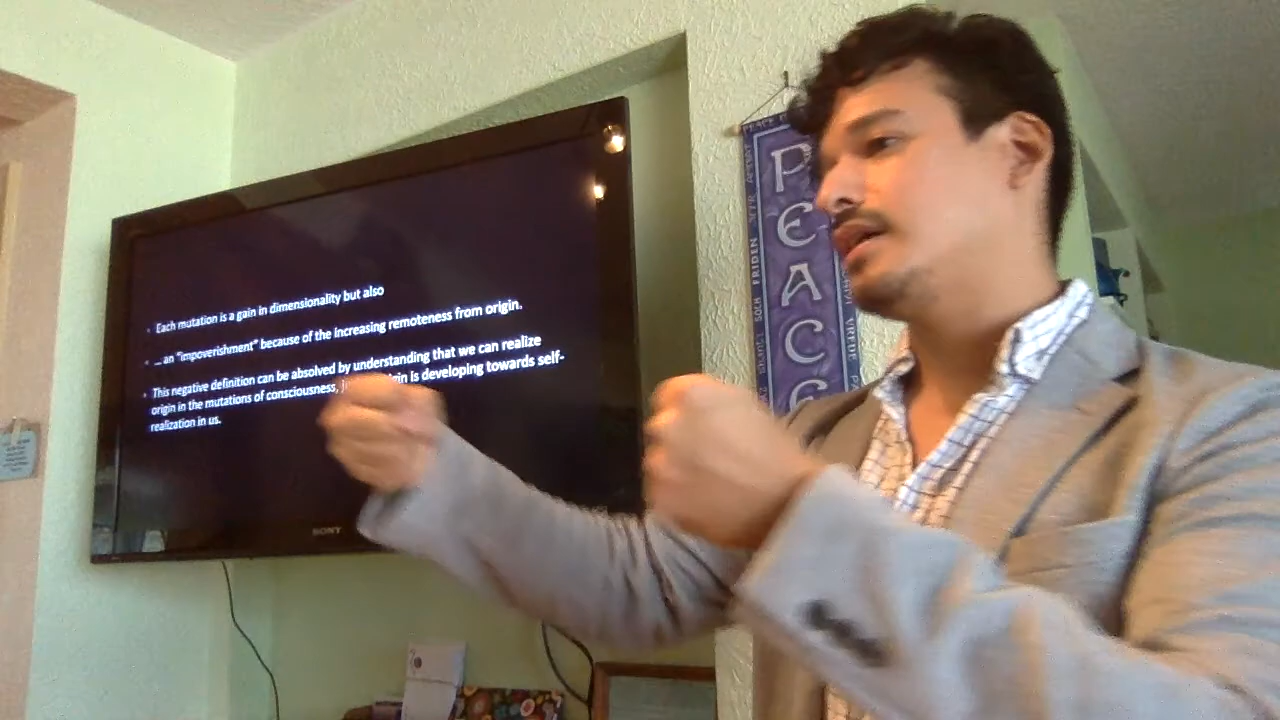 Each mutation is a gain in dimensionality but also
... an "impoverishment" because of the increasing remoteness from origin.
This negative definition can be absolved by understanding that we can realize
origin in the mutations of consciousness, is developing towards self-
realization in us.
SONY
PEACE
FRIDEN
VREDE